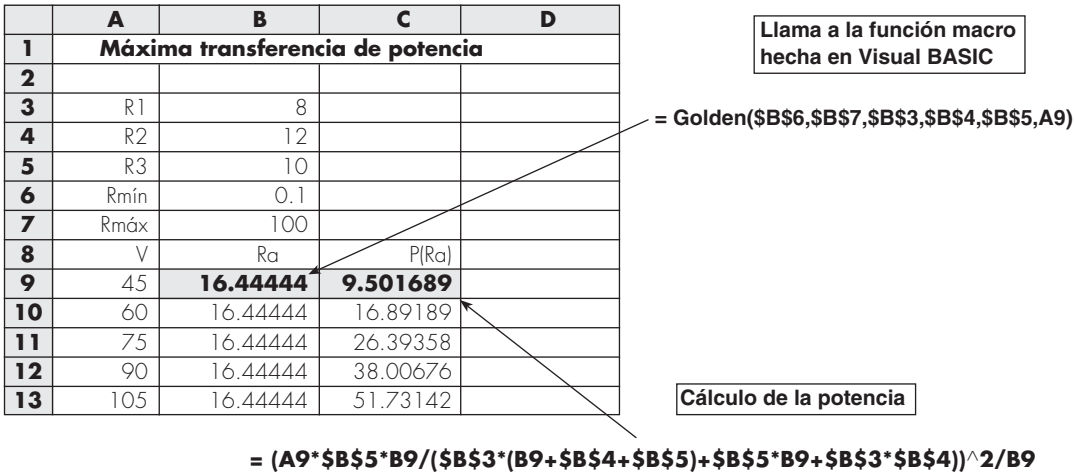 A B C D
1 Máxima transferencia de potencia
2
3 R1 8
4 R2 12
5 R3 10
6 Rmín 0.1
7 Rmáx 100
8 V Ra P(Ra)
9 45 16.44444 9.501689
10 60 16.44444 16.89189
11 75 16.44444 26.39358
12 90 16.44444 38.00676
13 105 16.44444 51.73142
Llama a la función macro
hecha en Visual BASIC
= Golden($B$6,$B$7,$B$3,$B$4,$B$5,A9)
Cálculo de la potencia
= (A9*$B$5*B9/($B$3*(B9+$B$4+$B$5)+$B$5*B9+$B$3*$B$4))^2/B9